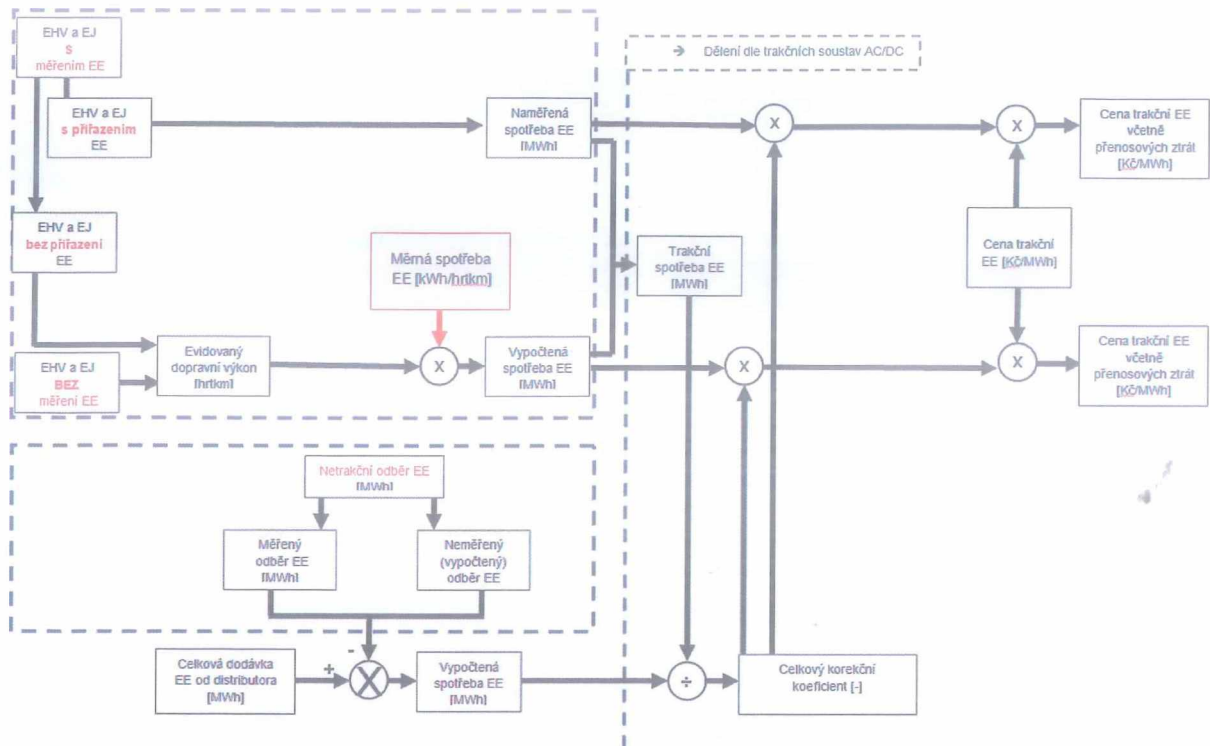 EHV a EJ
S
měřením EE
→ Dělení dle trakčních soustav AC/DC
EHV a EJ
s přiřazením
EE
Naměřená
spotřeba EE
[MWh]
X
X
Cena trakční EE
včetně
přenosových ztrát
[Kč/MWh]
EHV a EJ
bez přiřazení
EE
Měrná spotřeba
EE [kWh/hrtkm]
Trakční
spotřeba EE
[MWh]
Cena trakční
EE [Kč/MWh]
Evidovaný
dopravní výkon
[hrtkm]
X
Vypočtená
spotřeba EE
[MWh]
X
X
Cena trakční EE
včetně
přenosových ztrát
[Kč/MWh]
EHV a EJ
BEZ
měření EE
Netrakční odběr EE
[MWh]
Měřený
odběr EE
[MWh]
Neměřený
(vypočtený)
odběr EE
-
Celková dodávka
EE od distributora
[MWh]
+
X
Vypočtená
spotřeba EE
[MWh]
÷
Celkový korekční
koeficient [-]